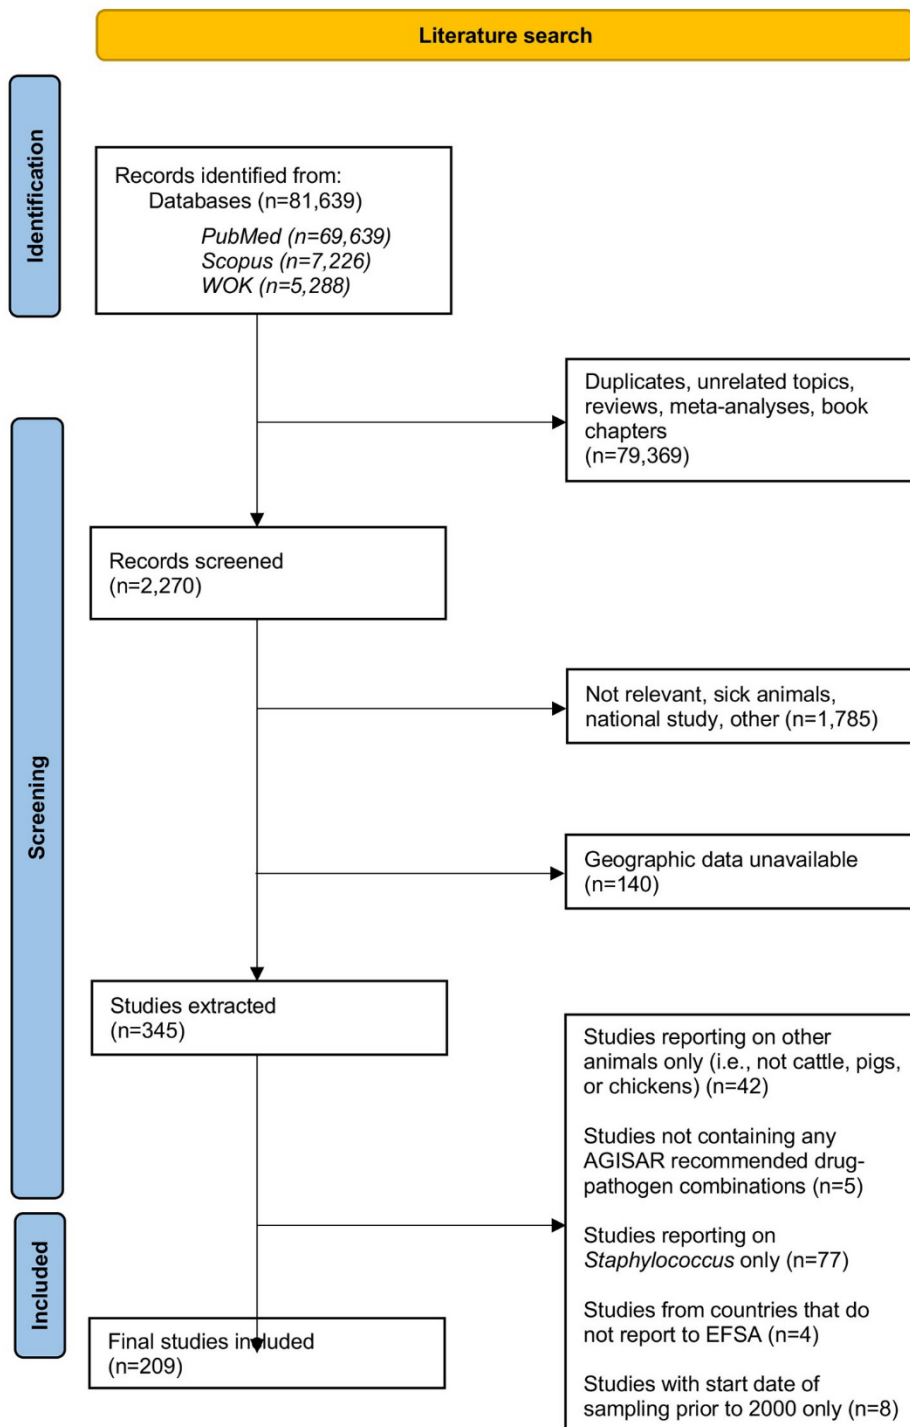 Literature search
Identification
Records identified from:
Databases (n=81,639)
PubMed (n=69,639)
Scopus (n=7,226)
WOK (n=5,288)
Duplicates, unrelated topics,
reviews, meta-analyses, book
chapters
(n=79,369)
Screening
Records screened
(n=2,270)
Not relevant, sick animals,
national study, other (n=1,785)
Geographic data unavailable
(n=140)
Studies extracted
(n=345)
Studies reporting on other
animals only (i.e., not cattle, pigs,
or chickens) (n=42)
Studies not containing any
AGISAR recommended drug-
pathogen combinations (n=5)
Studies reporting on
Staphylococcus only (n=77)
Studies from countries that do
not report to EFSA (n=4)
Studies with start date of
sampling prior to 2000 only (n=8)
Included
Final studies included
(n=209)